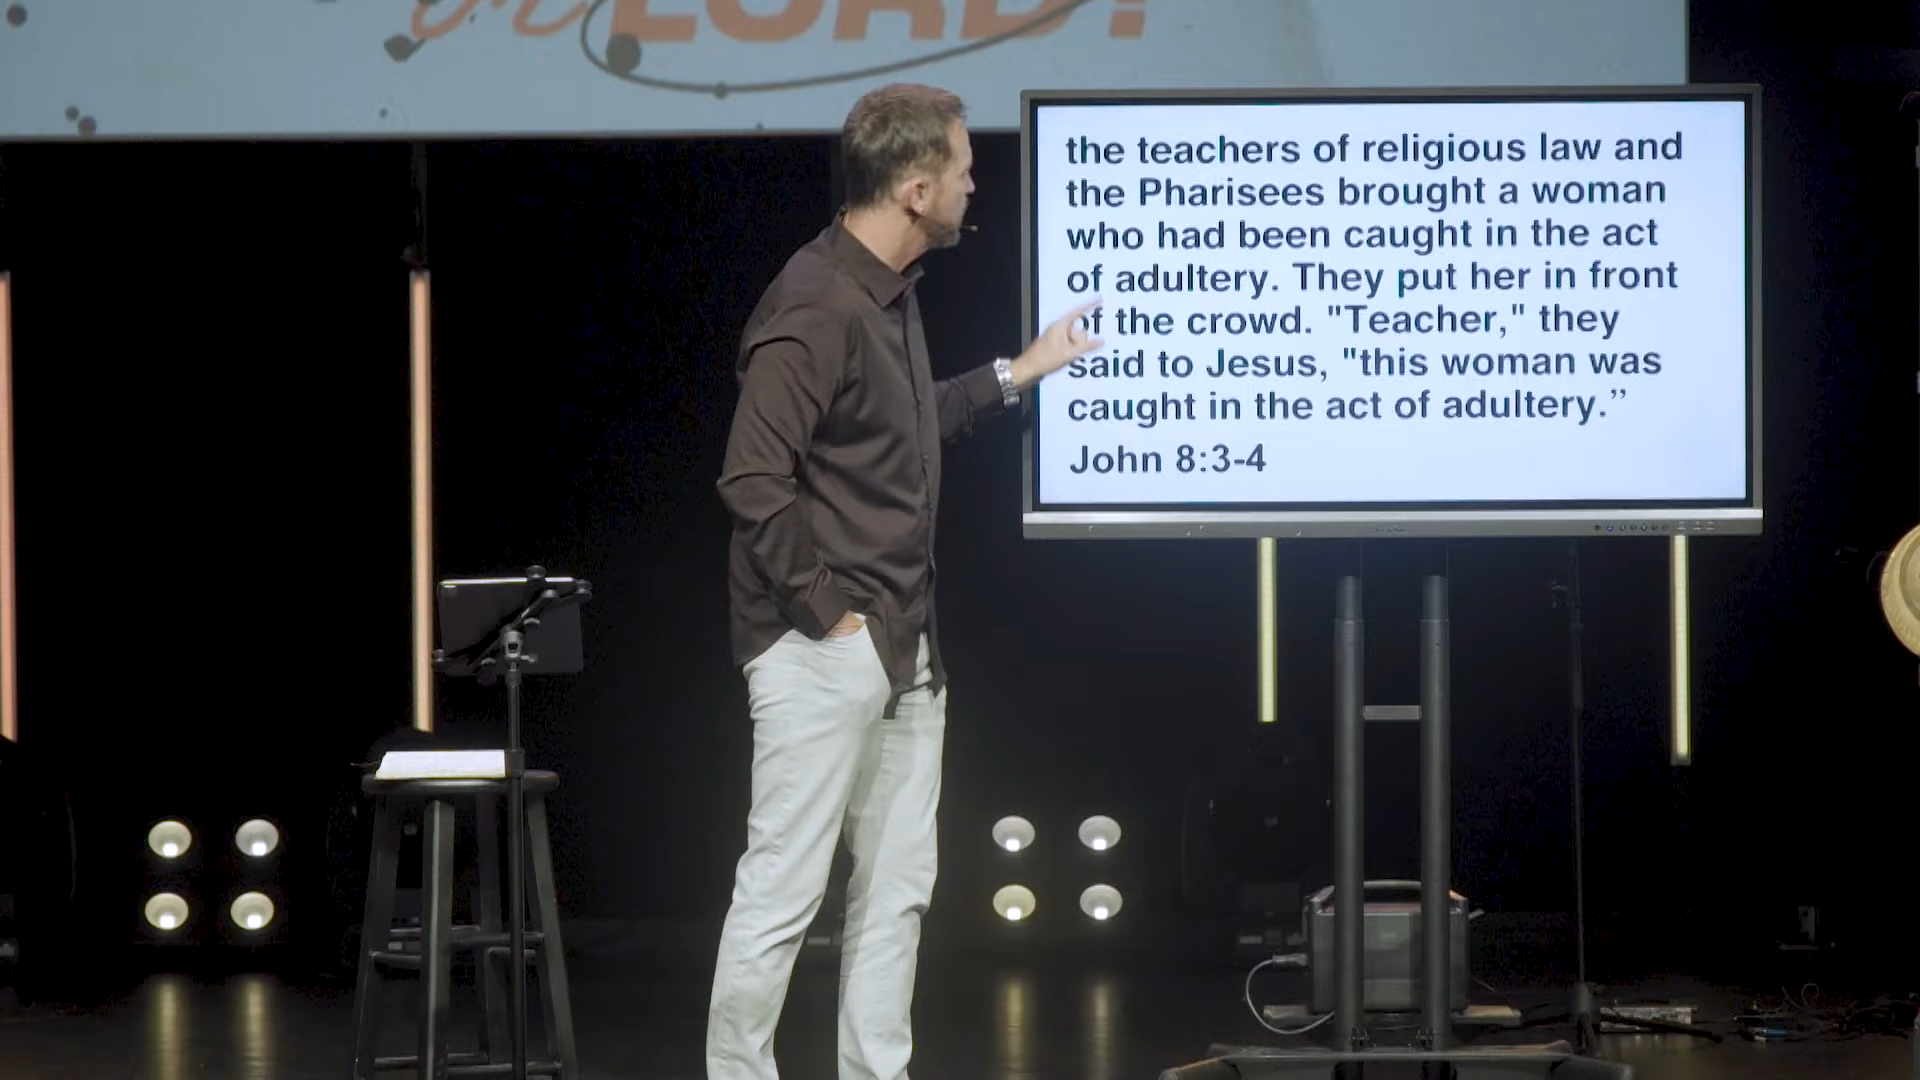 or LORD?
the teachers of religious law and
the Pharisees brought a woman
who had been caught in the act
of adultery. They put her in front
of the crowd. "Teacher," they
said to Jesus, "this woman was
caught in the act of adultery.”
John 8:3-4